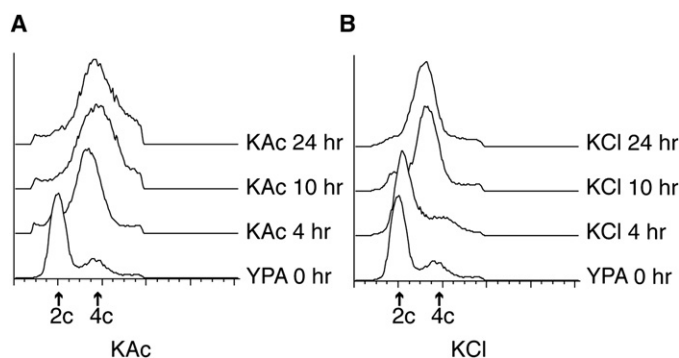 A
KAc 24 hr
KAc 10 hr
KAc 4 hr
YPA 0 hr
2c 4c
KAc
B
KCl 24 hr
KCl 10 hr
KCl 4 hr
YPA 0 hr
2c 4c
KCl